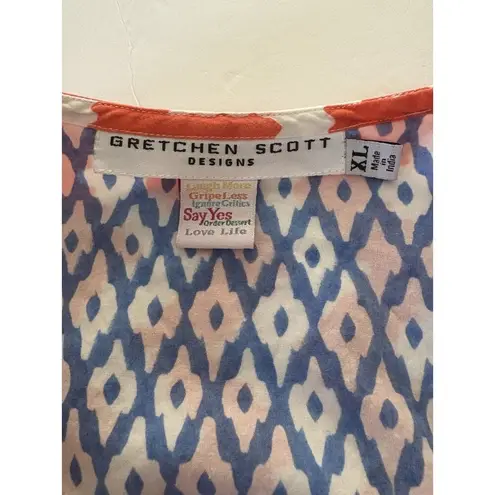 GRETCHEN SCOTT
DESIGNS
XL
Made
in
India
Laugh More
Gripe Less
Ignore Critics
Say Yes
Order Dessert
Love Life